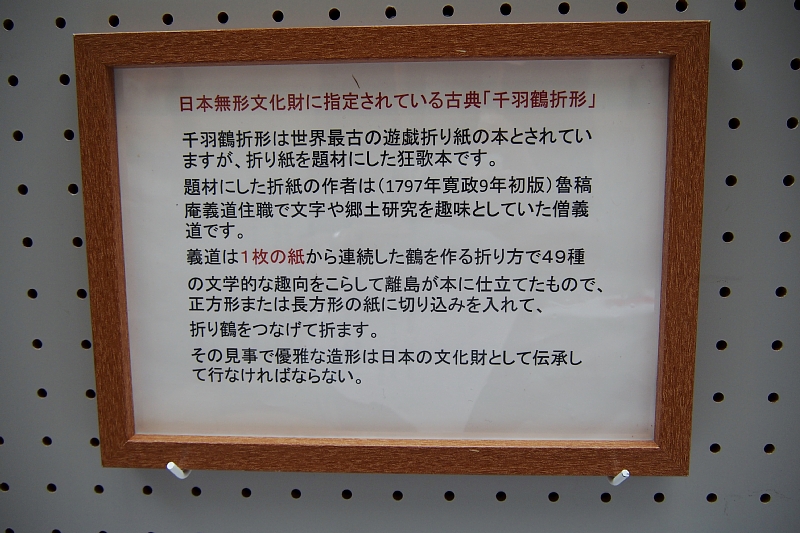 日本無形文化財に指定されている古典「千羽鶴折形」
千羽鶴折形は世界最古の遊戯折り紙の本とされてい
ますが、折り紙を題材にした狂歌本です。
題材にした折紙の作者は(1797年寛政9年初版)魯稿
庵義道住職で文字や郷土研究を趣味としていた僧義
道です。
義道は1枚の紙から連続した鶴を作る折り方で49種
の文学的な趣向をこらして離島が本に仕立てたもので、
正方形または長方形の紙に切り込みを入れて、
折り鶴をつなげて折ます。
その見事で優雅な造形は日本の文化財として伝承し
て行なければならない。